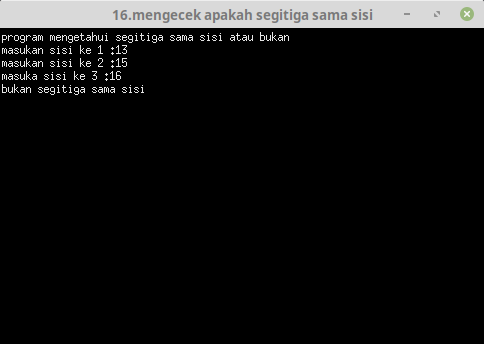 16.mengecek apakah segitiga sama sisi
program mengetahui segitiga sama sisi atau bukan
masukan sisi ke 1 :13
masukan sisi ke 2 :15
masuka sisi ke 3 :16
bukan segitiga sama sisi